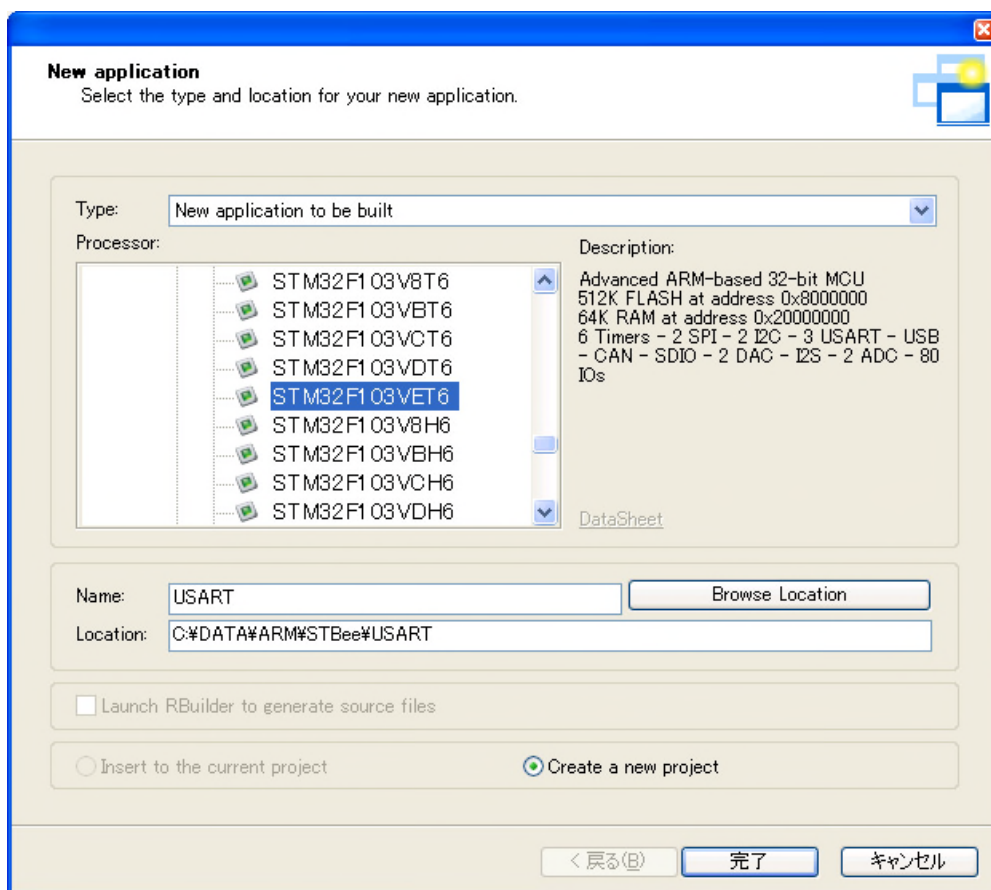 New application
Select the type and location for your new application.
Type:
New application to be built
Processor:
STM32F103V8T6
STM32F103VBT6
STM32F103VCT6
STM32F103VDT6
STM32F103VET6
STM32F103V8H6
STM32F103VBH6
STM32F103VCH6
STM32F103VDH6
Description:
Advanced ARM-based 32-bit MCU
512K FLASH at address 0x8000000
64K RAM at address 0x20000000
6 Timers - 2 SPI - 2 I2C - 3 USART - USB
- CAN - SDIO - 2 DAC - I2S - 2 ADC - 80
IOs
DataSheet
Name:
USART
Browse Location
Location:
C:¥DATA¥ARM¥STBee¥USART
Launch RBuilder to generate source files
Insert to the current project
Create a new project
< 戻る(B)
完了
キャンセル